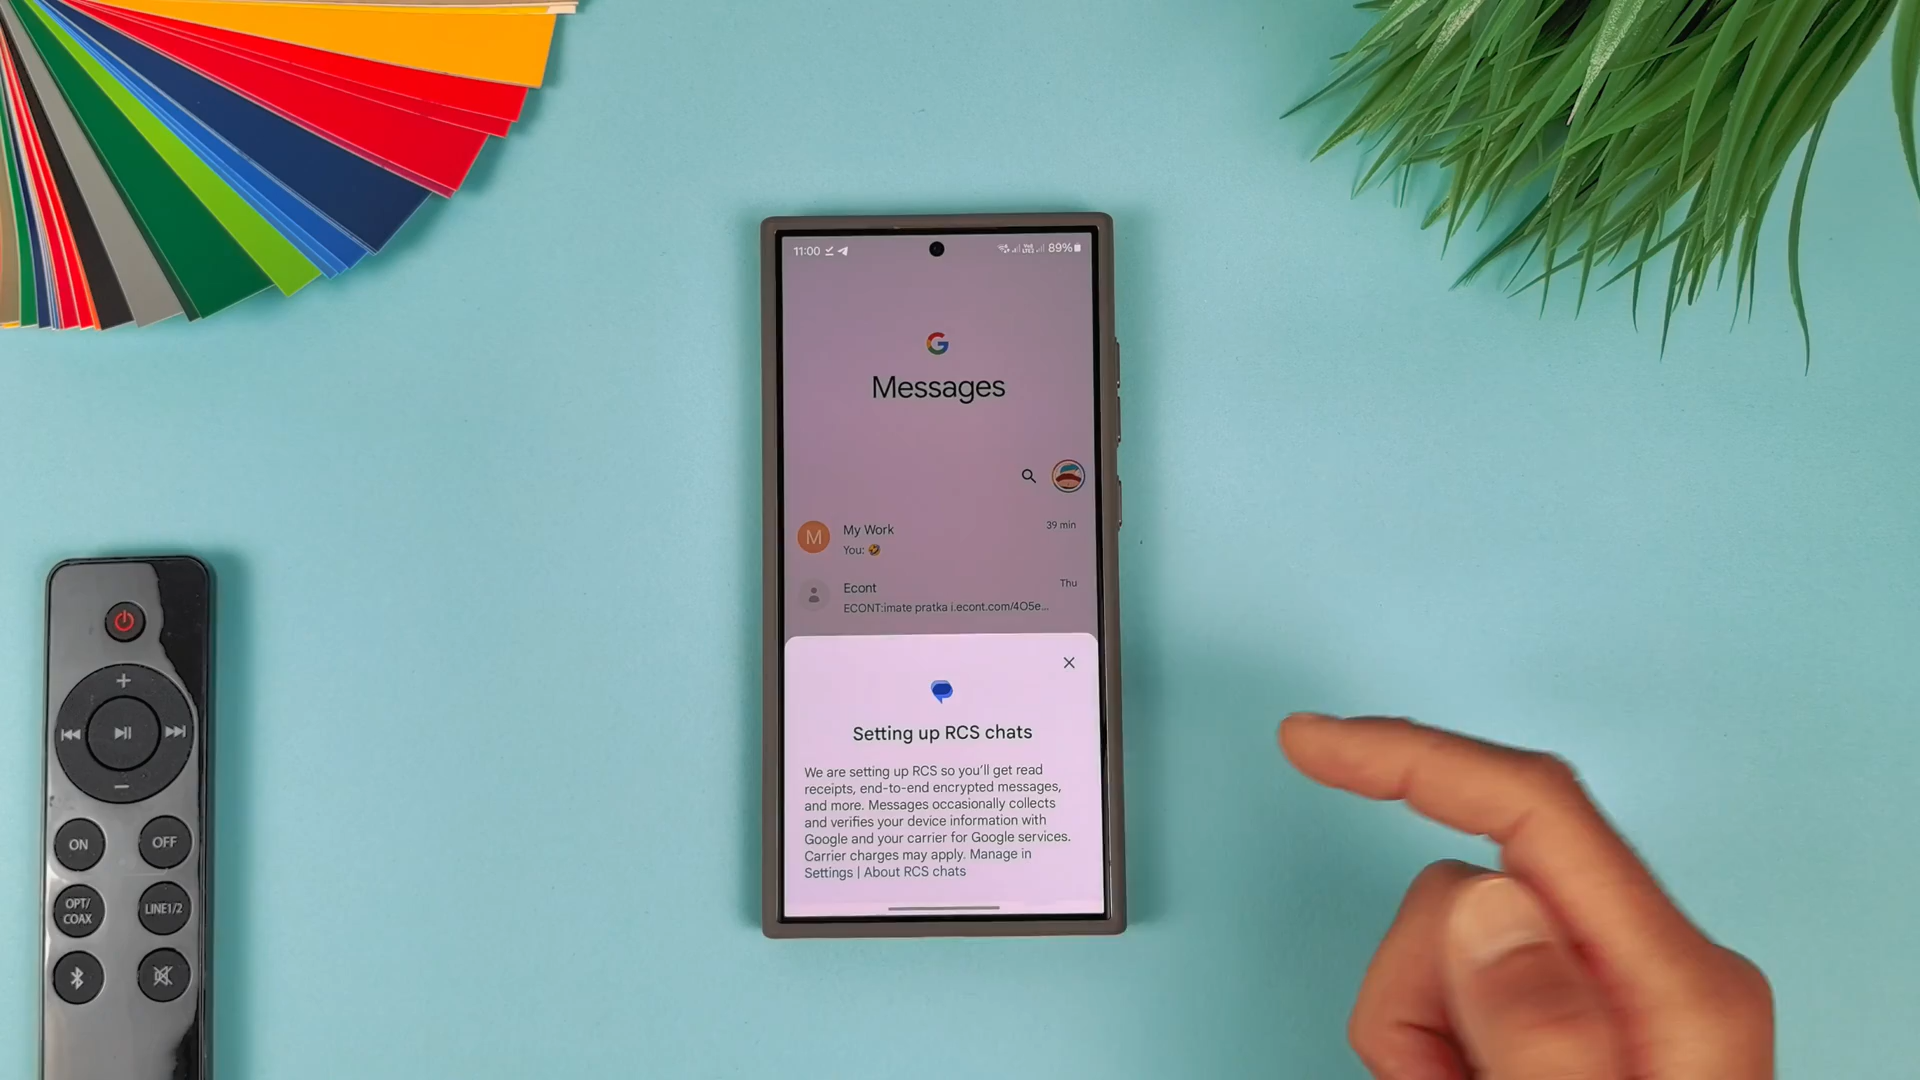 11:00
89%
G
Messages
My Work
39 min
M
You: 🤣
Econt
Thu
ECONT:imate pratka i.econt.com/4O5e...
Setting up RCS chats
We are setting up RCS so you'll get read
receipts, end-to-end encrypted messages,
and more. Messages occasionally collects
and verifies your device information with
Google and your carrier for Google services.
Carrier charges may apply. Manage in
Settings | About RCS chats
ON
OFF
OPT/
COAX
LINE1/2